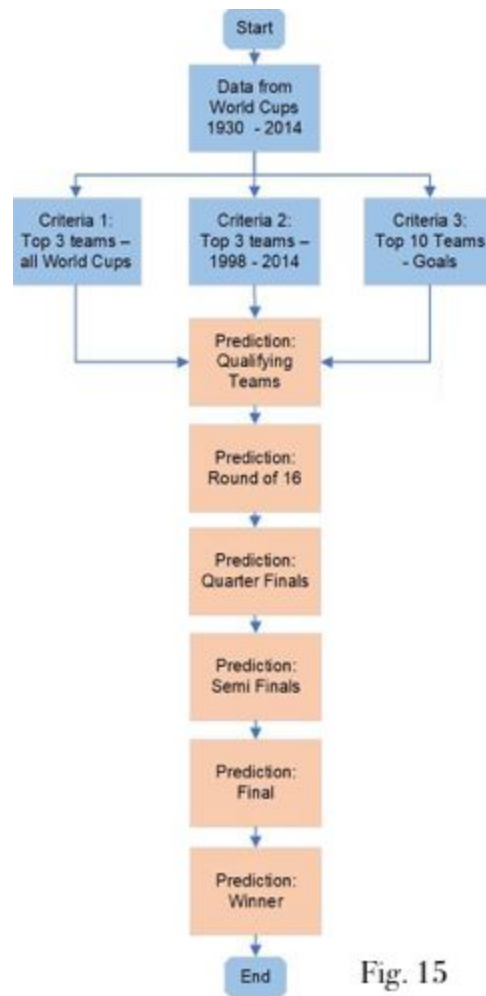 Start
Data from
World Cups
1930 - 2014
Criteria 1:
Top 3 teams –
all World Cups
Criteria 2:
Top 3 teams –
1998 - 2014
Criteria 3:
Top 10 Teams
- Goals
Prediction:
Qualifying
Teams
Prediction:
Round of 16
Prediction:
Quarter Finals
Prediction:
Semi Finals
Prediction:
Final
Prediction:
Winner
End
Fig. 15